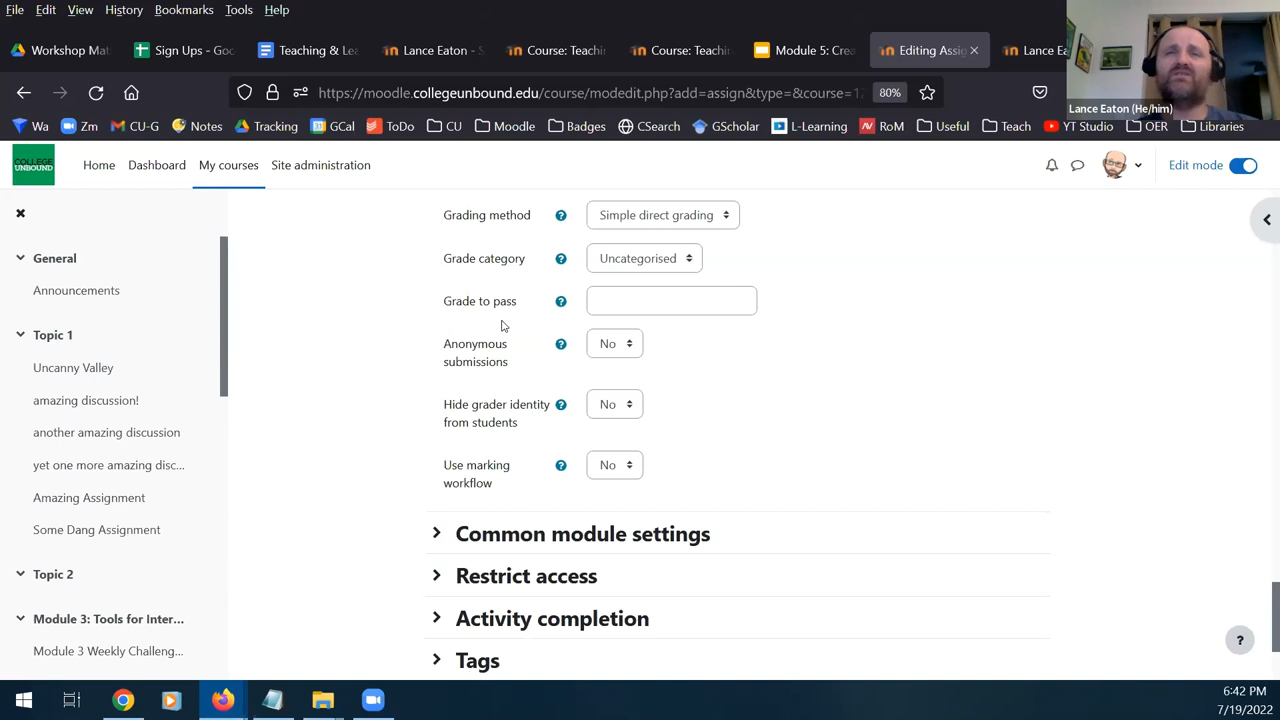 File Edit View History Bookmarks Tools Help
Workshop Mat
Sign Ups - Goo
Teaching & Lea
Lance Eaton - S
Course: Teachi
Course: Teachi
Module 5: Crea
Editing Assig
Lance Ea
https://moodle.collegeunbound.edu/course/modedit.php?add=assign&type=&course=1
80%
Lance Eaton (He/him)
Wa Zm CU-G Notes Tracking GCal ToDo CU Moodle Badges CSearch GScholar L-Learning RoM Useful Teach YT Studio OER Libraries
COLLEGE
UNBOUND
Home Dashboard My courses Site administration
Edit mode
General
Announcements
Topic 1
Uncanny Valley
amazing discussion!
another amazing discussion
yet one more amazing disc...
Amazing Assignment
Some Dang Assignment
Topic 2
Module 3: Tools for Inter...
Module 3 Weekly Challeng...
Grading method ? Simple direct grading
Grade category ? Uncategorised
Grade to pass ?
Anonymous
submissions
? No
Hide grader identity
from students
? No
Use marking
workflow
? No
Common module settings
Restrict access
Activity completion
Tags
?
6:42 PM
7/19/2022